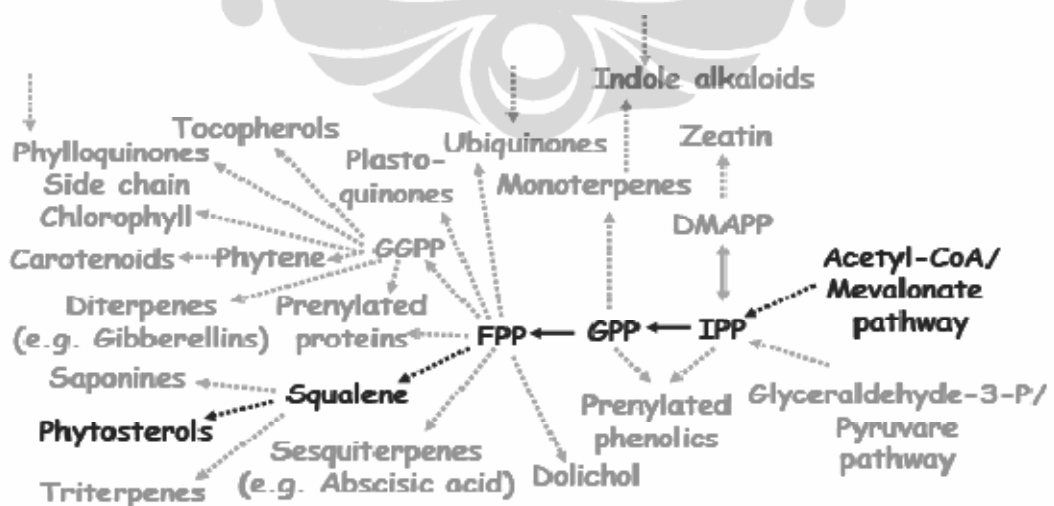 Indole alkaloids
Tocopherols
Ubiquinones
Zeatin
Phylloquinones
Plasto-
quinones
Side chain
Chlorophyll
Monoterpenes
DMAPP
GGPP
Carotenoids
Phytene
Acetyl-CoA/
Mevalonate
pathway
Diterpenes
(e.g. Gibberellins)
Prenylated
proteins
FPP
GPP
IPP
Saponines
Squalene
Prenylated
phenolics
Glyceraldehyde-3-P/
Pyruvare
pathway
Phytosterols
Sesquiterpenes
(e.g. Abscisic acid)
Dolichol
Triterpenes